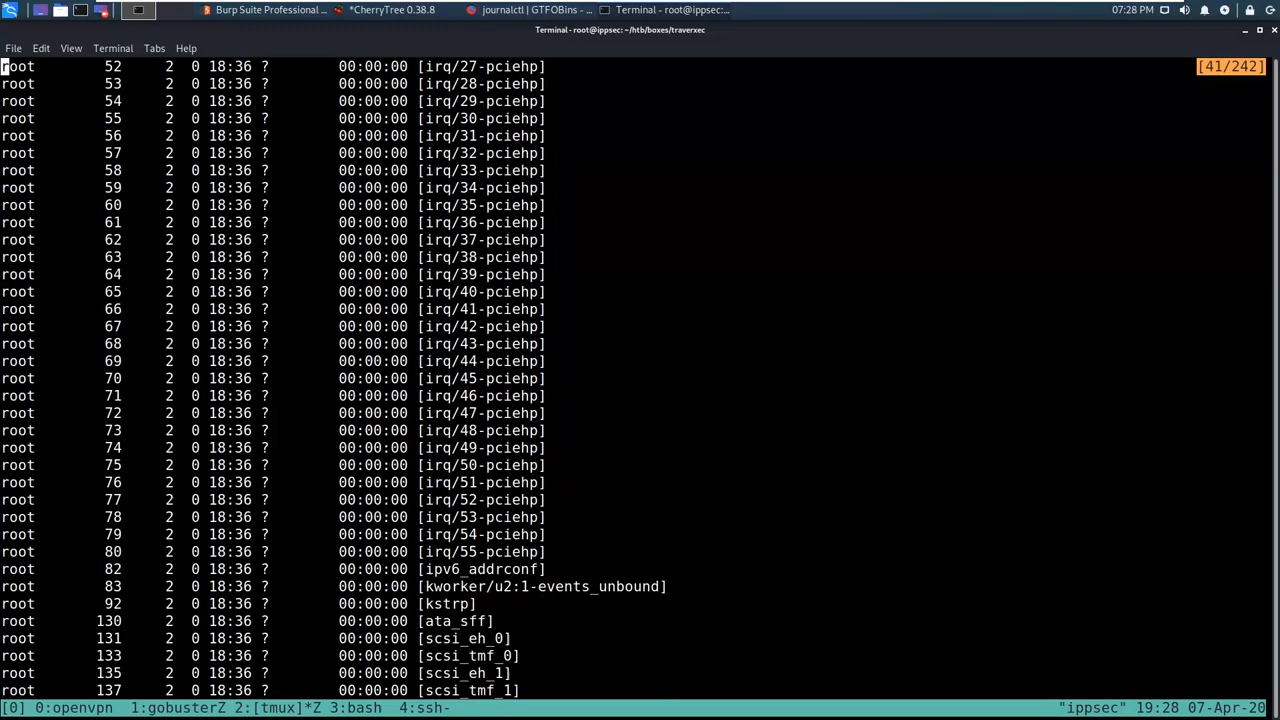 Burp Suite Professional ...
*CherryTree 0.38.8
journalctl | GTFOBins - ...
Terminal - root@ippsec:...
07:28 PM
Terminal - root@ippsec: ~/htb/boxes/traverxec
File Edit View Terminal Tabs Help
root 52 2 0 18:36 ? 00:00:00 [irq/27-pciehp] [41/242]
root 53 2 0 18:36 ? 00:00:00 [irq/28-pciehp]
root 54 2 0 18:36 ? 00:00:00 [irq/29-pciehp]
root 55 2 0 18:36 ? 00:00:00 [irq/30-pciehp]
root 56 2 0 18:36 ? 00:00:00 [irq/31-pciehp]
root 57 2 0 18:36 ? 00:00:00 [irq/32-pciehp]
root 58 2 0 18:36 ? 00:00:00 [irq/33-pciehp]
root 59 2 0 18:36 ? 00:00:00 [irq/34-pciehp]
root 60 2 0 18:36 ? 00:00:00 [irq/35-pciehp]
root 61 2 0 18:36 ? 00:00:00 [irq/36-pciehp]
root 62 2 0 18:36 ? 00:00:00 [irq/37-pciehp]
root 63 2 0 18:36 ? 00:00:00 [irq/38-pciehp]
root 64 2 0 18:36 ? 00:00:00 [irq/39-pciehp]
root 65 2 0 18:36 ? 00:00:00 [irq/40-pciehp]
root 66 2 0 18:36 ? 00:00:00 [irq/41-pciehp]
root 67 2 0 18:36 ? 00:00:00 [irq/42-pciehp]
root 68 2 0 18:36 ? 00:00:00 [irq/43-pciehp]
root 69 2 0 18:36 ? 00:00:00 [irq/44-pciehp]
root 70 2 0 18:36 ? 00:00:00 [irq/45-pciehp]
root 71 2 0 18:36 ? 00:00:00 [irq/46-pciehp]
root 72 2 0 18:36 ? 00:00:00 [irq/47-pciehp]
root 73 2 0 18:36 ? 00:00:00 [irq/48-pciehp]
root 74 2 0 18:36 ? 00:00:00 [irq/49-pciehp]
root 75 2 0 18:36 ? 00:00:00 [irq/50-pciehp]
root 76 2 0 18:36 ? 00:00:00 [irq/51-pciehp]
root 77 2 0 18:36 ? 00:00:00 [irq/52-pciehp]
root 78 2 0 18:36 ? 00:00:00 [irq/53-pciehp]
root 79 2 0 18:36 ? 00:00:00 [irq/54-pciehp]
root 80 2 0 18:36 ? 00:00:00 [irq/55-pciehp]
root 82 2 0 18:36 ? 00:00:00 [ipv6_addrconf]
root 83 2 0 18:36 ? 00:00:00 [kworker/u2:1-events_unbound]
root 92 2 0 18:36 ? 00:00:00 [kstrp]
root 130 2 0 18:36 ? 00:00:00 [ata_sff]
root 131 2 0 18:36 ? 00:00:00 [scsi_eh_0]
root 133 2 0 18:36 ? 00:00:00 [scsi_tmf_0]
root 135 2 0 18:36 ? 00:00:00 [scsi_eh_1]
root 137 2 0 18:36 ? 00:00:00 [scsi_tmf_1]
[0] 0:openvpn 1:gobusterZ 2:[tmux]*Z 3:bash 4:ssh- "ippsec" 19:28 07-Apr-20